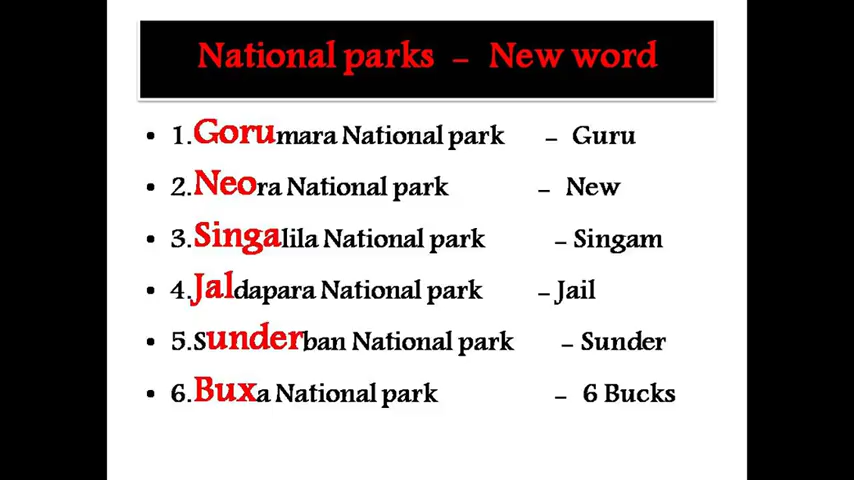 National parks – New word
• 1.Gorumara National park – Guru
• 2.Neora National park – New
• 3.Singalila National park – Singam
• 4.Jaldapara National park – Jail
• 5.Sunderban National park – Sunder
• 6.Buxa National park – 6 Bucks